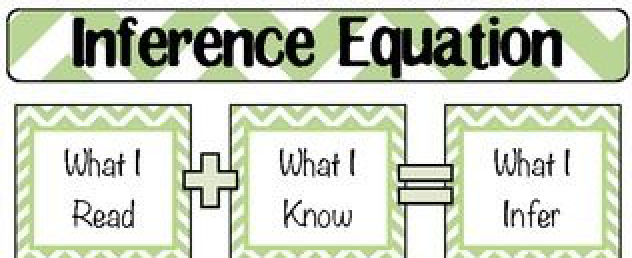 Inference Equation
What I Read + What I Know = What I Infer